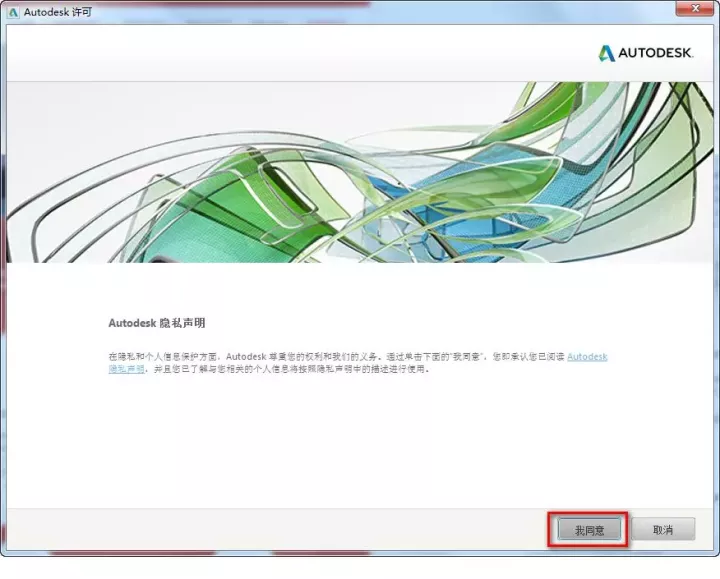 Autodesk 许可
AUTODESK.
Autodesk 隐私声明
在隐私和个人信息保护方面，Autodesk 尊重您的权利和我们的义务。通过单击下面的“我同意”，您即承认您已阅读 Autodesk
隐私声明，并且您已了解与您相关的个人信息将按照隐私声明中的描述进行使用。
我同意 取消